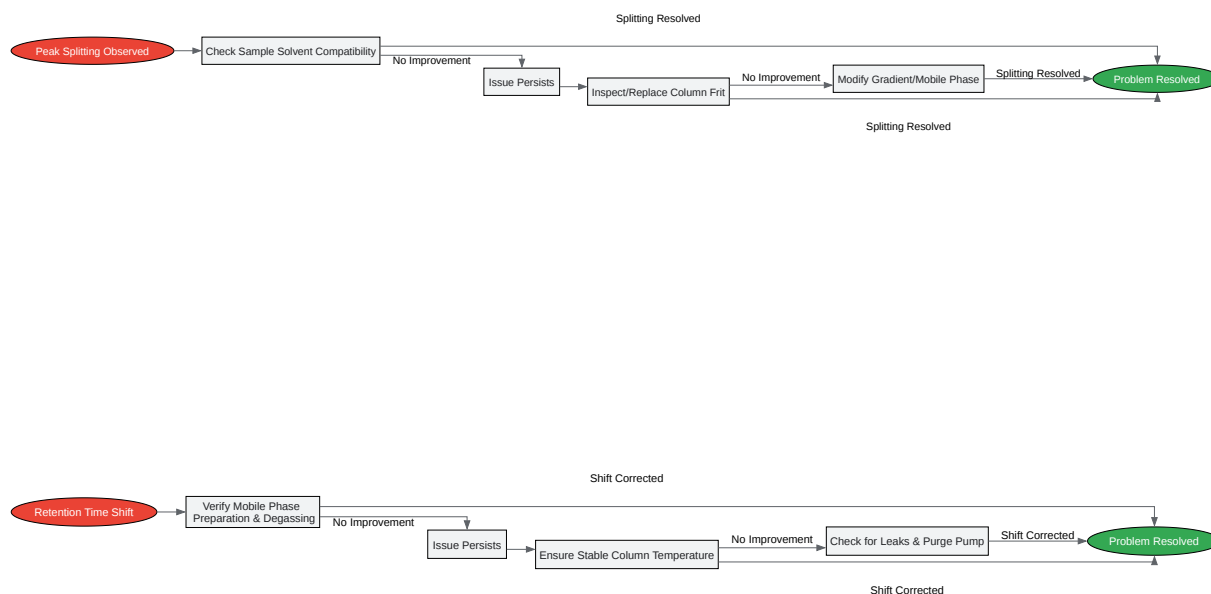 Splitting Resolved
Peak Splitting Observed
Check Sample Solvent Compatibility
No Improvement
Issue Persists
Inspect/Replace Column Frit
No Improvement
Modify Gradient/Mobile Phase
Splitting Resolved
Problem Resolved
Splitting Resolved
Shift Corrected
Retention Time Shift
Verify Mobile Phase
Preparation & Degassing
No Improvement
Issue Persists
Ensure Stable Column Temperature
No Improvement
Check for Leaks & Purge Pump
Shift Corrected
Problem Resolved
Shift Corrected